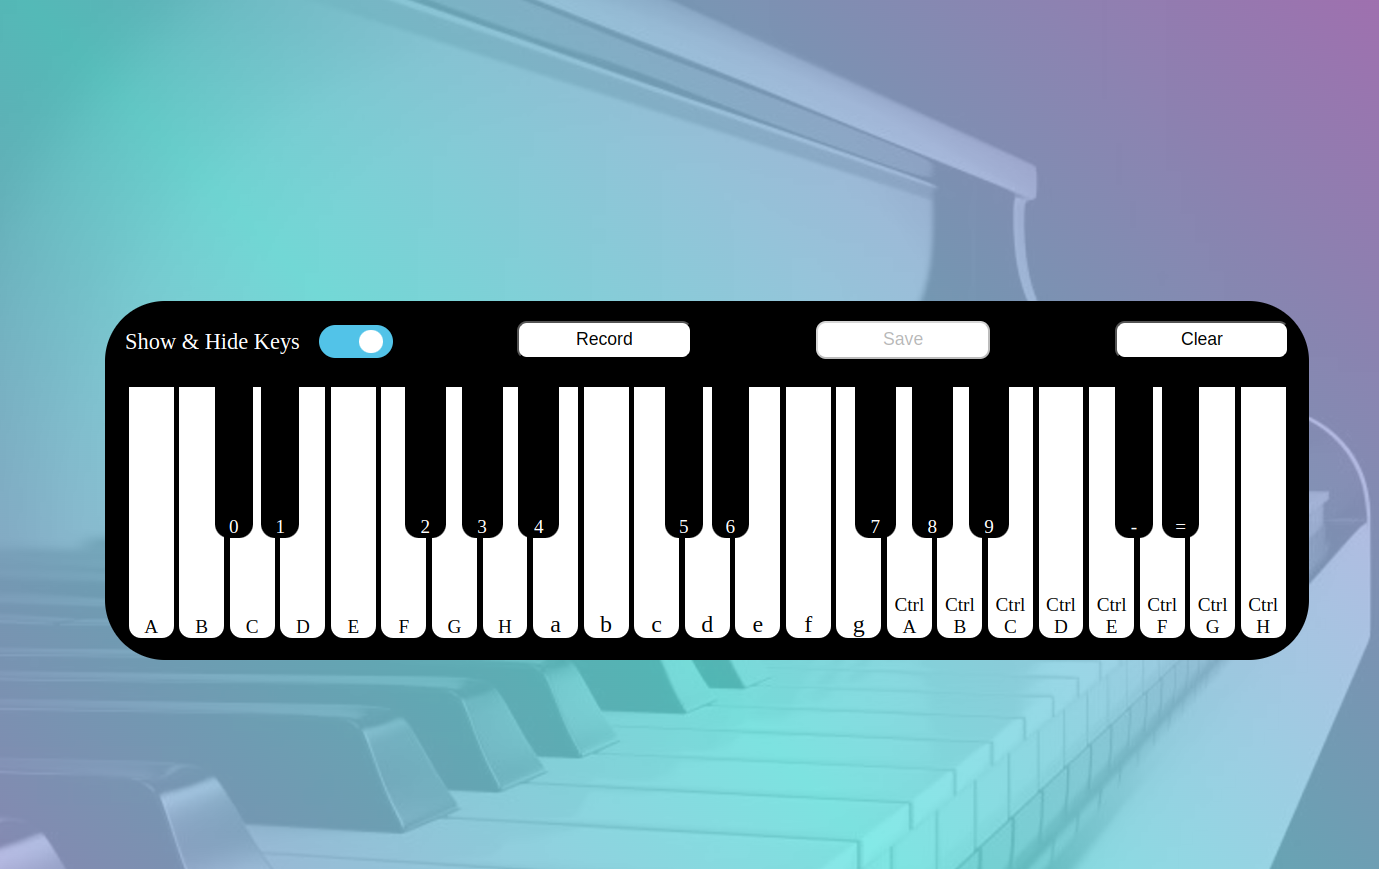 Show & Hide Keys
Record
Save
Clear
0 1 2 3 4 5 6 7 8 9 - =
Ctrl Ctrl Ctrl Ctrl Ctrl Ctrl Ctrl Ctrl
A B C D E F G H a b c d e f g A B C D E F G H